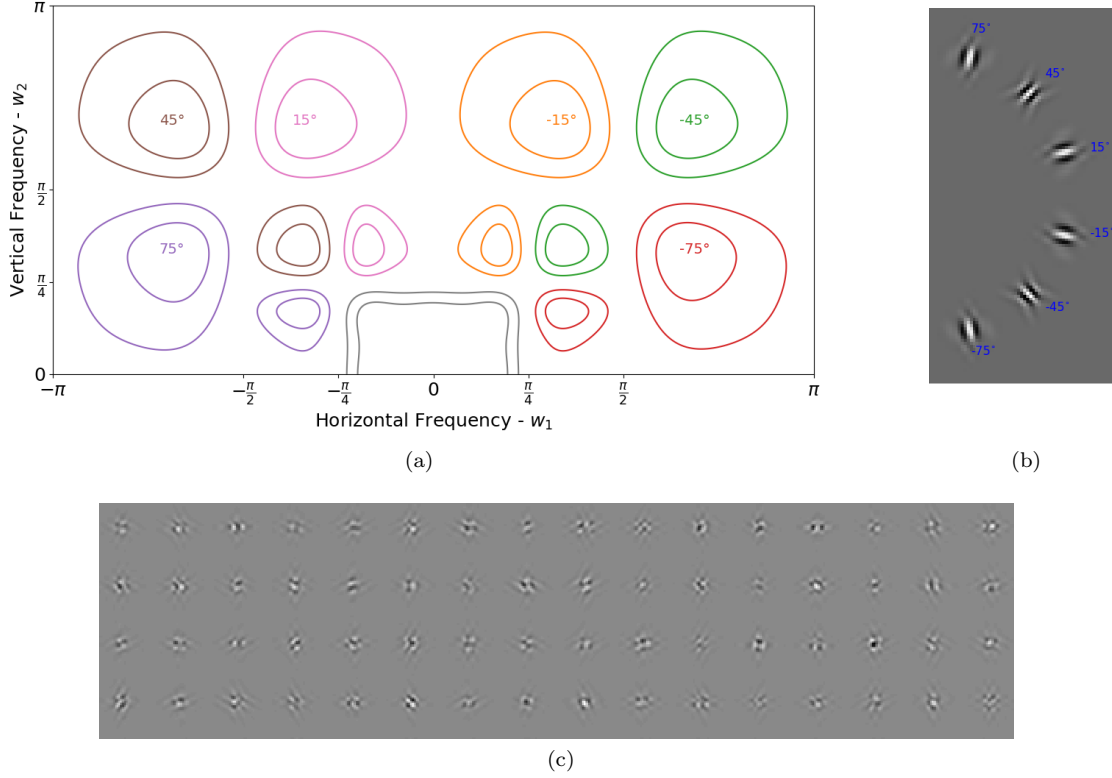 π
45°
15°
-15°
-45°
π/2
75°
-75°
π/4
0
Vertical Frequency - w₂
−π
−π/2
−π/4
0
π/4
π/2
π
Horizontal Frequency - w₁
(a)
75°
45°
15°
-15°
-45°
-75°
(b)
(c)